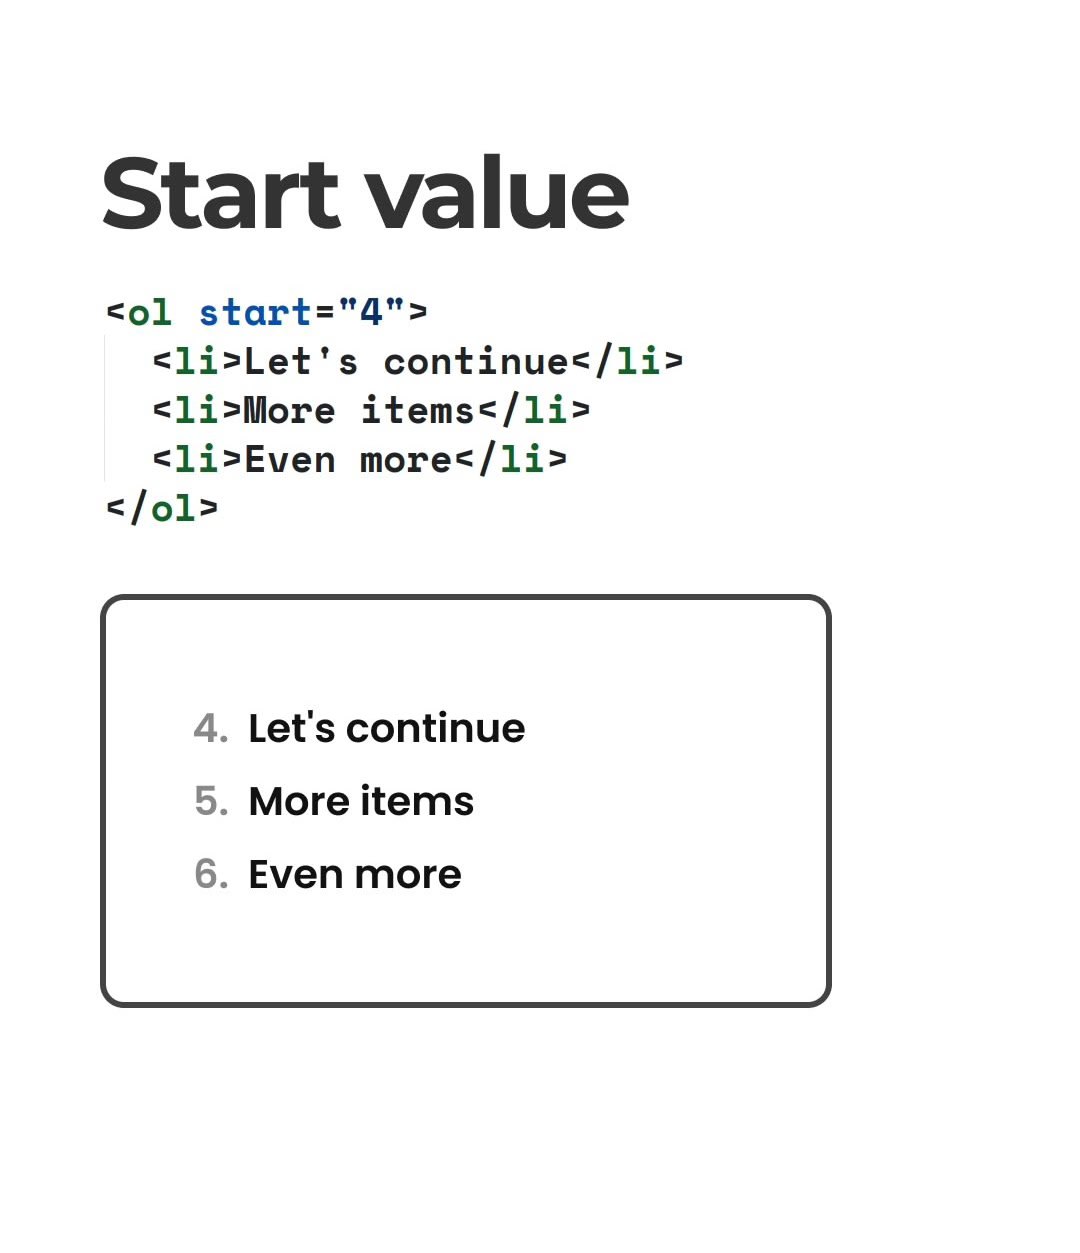 Start value
<ol start="4">
  <li>Let's continue</li>
  <li>More items</li>
  <li>Even more</li>
</ol>
4. Let's continue
5. More items
6. Even more